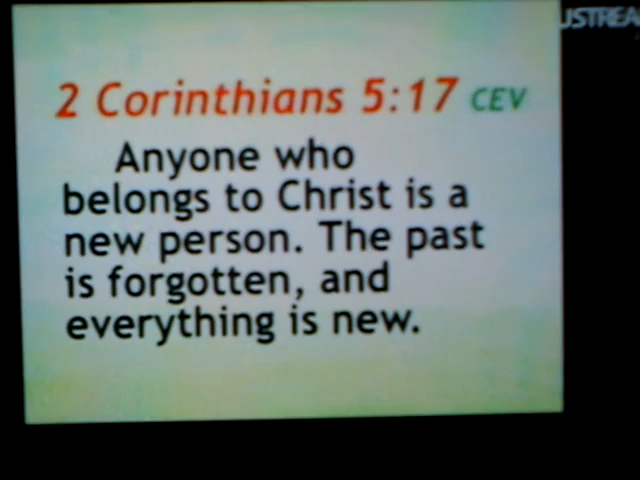 USTREA
2 Corinthians 5:17 CEV
Anyone who
belongs to Christ is a
new person. The past
is forgotten, and
everything is new.